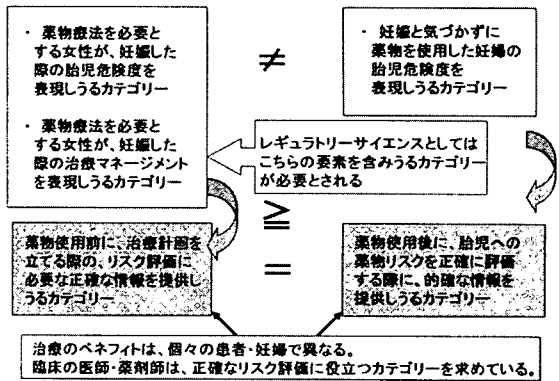 ・ 薬物療法を必要と
する女性が、妊娠した
際の胎児危険度を
表現しうるカテゴリー
・ 薬物療法を必要と
する女性が、妊娠した
際の治療マネージメント
を表現しうるカテゴリー
≠
・ 妊娠と気づかずに
薬物を使用した妊婦の
胎児危険度を
表現しうるカテゴリー
レギュラトリーサイエンスとしては
こちらの要素を含みうるカテゴリー
が必要とされる
≧
薬物使用前に、治療計画を
立てる際の、リスク評価に
必要な正確な情報を提供し
うるカテゴリー
=
薬物使用後に、胎児への
薬物リスクを正確に評価
する際に、的確な情報を
提供しうるカテゴリー
治療のベネフィトは、個々の患者・妊婦で異なる。
臨床の医師・薬剤師は、正確なリスク評価に役立つカテゴリーを求めている。